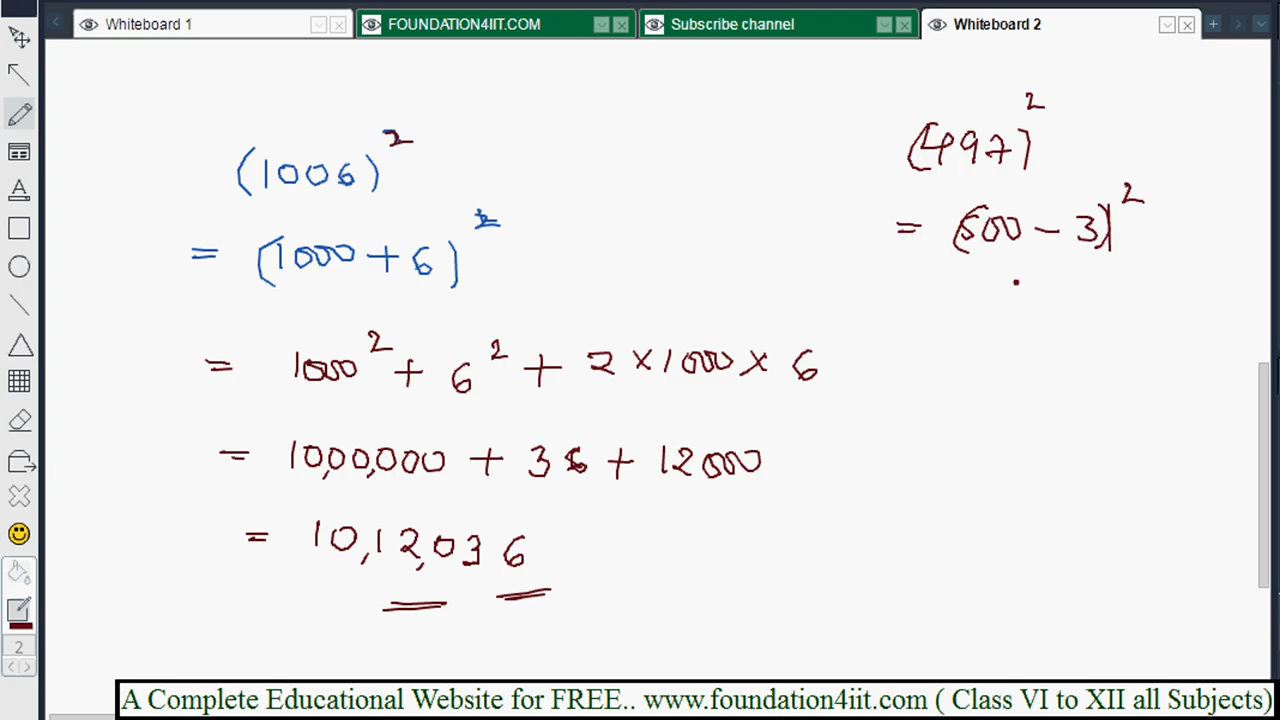 Whiteboard 1
FOUNDATION4IIT.COM
Subscribe channel
Whiteboard 2
(1006)²
= (1000 + 6)²
= 1000² + 6² + 2 × 1000 × 6
= 10,00,000 + 36 + 12000
= 10,12,036
(497)²
= (500 - 3)²
A
2
A Complete Educational Website for FREE.. www.foundation4iit.com ( Class VI to XII all Subjects)